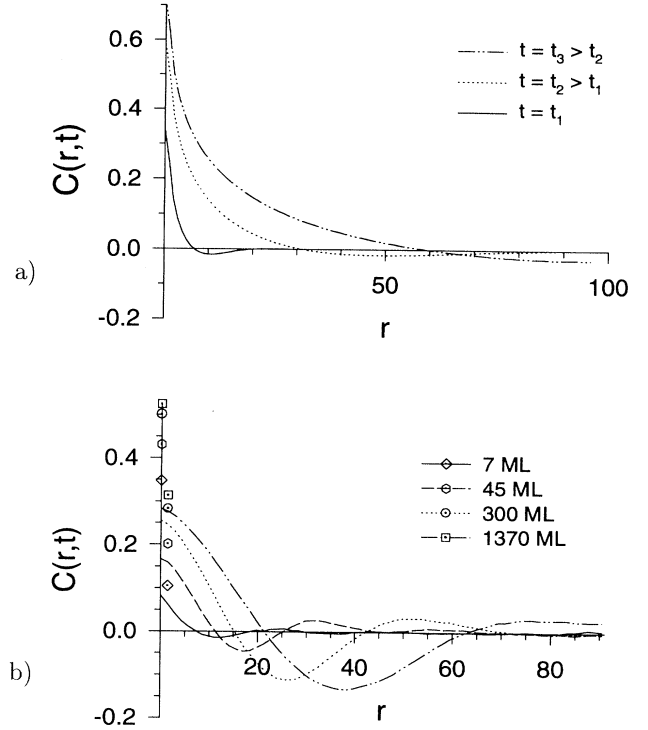 0.6
0.4
0.2
0.0
-0.2
C(r,t)
t = t₃ > t₂
t = t₂ > t₁
t = t₁
50
100
r
a)
0.4
0.2
0.0
-0.2
C(r,t)
7 ML
45 ML
300 ML
1370 ML
20
40
60
80
r
b)